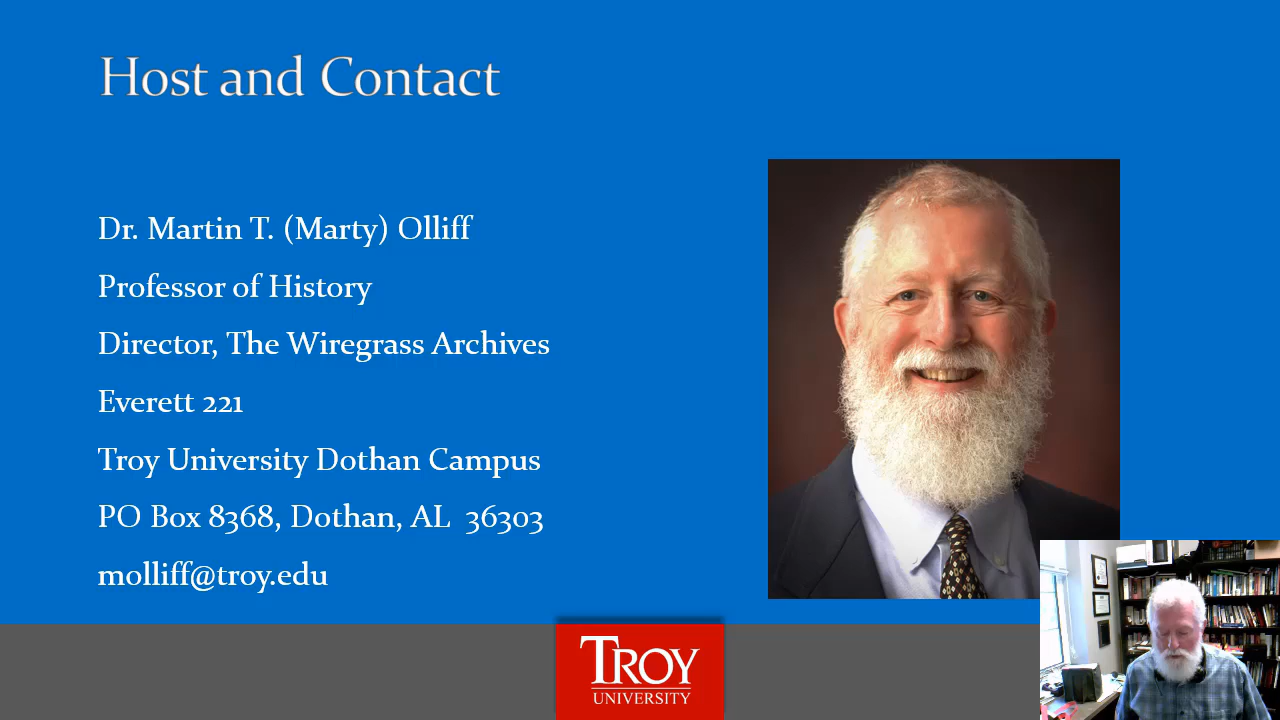 Host and Contact
Dr. Martin T. (Marty) Olliff
Professor of History
Director, The Wiregrass Archives
Everett 221
Troy University Dothan Campus
PO Box 8368, Dothan, AL  36303
molliff@troy.edu
TROY
UNIVERSITY